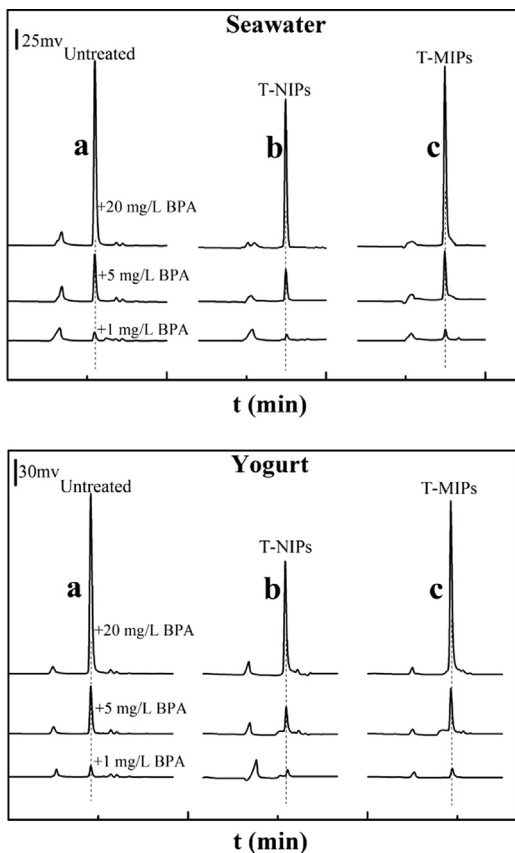 Seawater
25mv
Untreated
T-NIPs
T-MIPs
a
b
c
+20 mg/L BPA
+5 mg/L BPA
+1 mg/L BPA
t (min)
Yogurt
30mv
Untreated
T-NIPs
T-MIPs
a
b
c
+20 mg/L BPA
+5 mg/L BPA
+1 mg/L BPA
t (min)